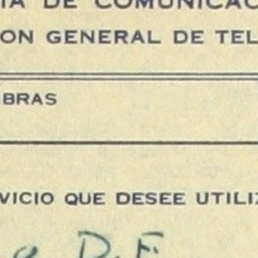 IA DE COMUNICAC
ON GENERAL DE TEL
BRAS
VICIO QUE DESEE UTILIZ
D.F.